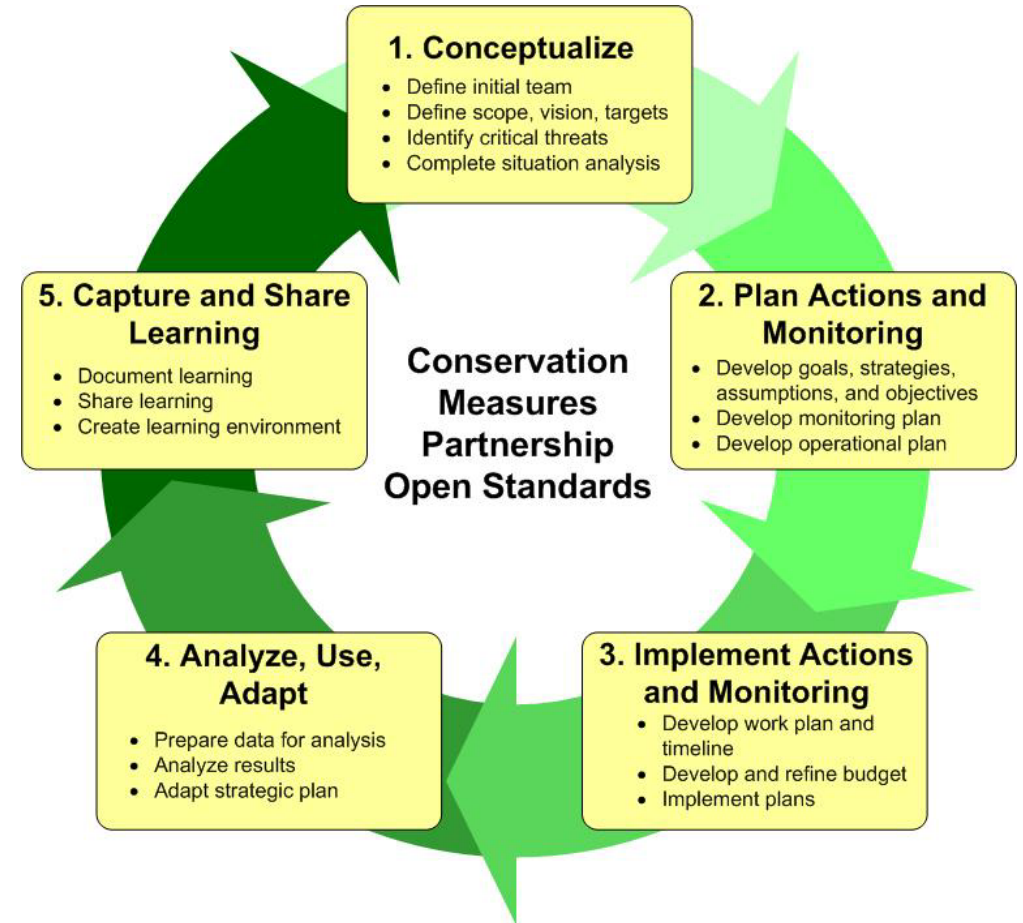 1. Conceptualize
• Define initial team
• Define scope, vision, targets
• Identify critical threats
• Complete situation analysis
2. Plan Actions and
Monitoring
• Develop goals, strategies,
assumptions, and objectives
• Develop monitoring plan
• Develop operational plan
3. Implement Actions
and Monitoring
• Develop work plan and
timeline
• Develop and refine budget
• Implement plans
4. Analyze, Use,
Adapt
• Prepare data for analysis
• Analyze results
• Adapt strategic plan
5. Capture and Share
Learning
• Document learning
• Share learning
• Create learning environment
Conservation
Measures
Partnership
Open Standards